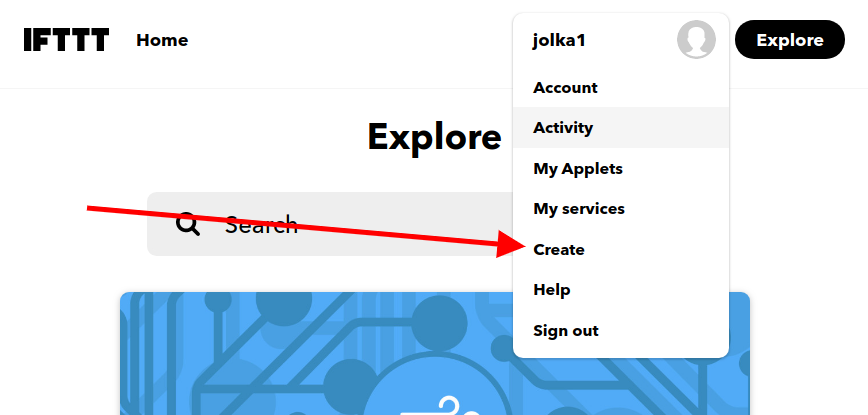 IFTTT Home
jolka1
Explore
Account
Explore
Activity
My Applets
Search
My services
Create
Help
Sign out